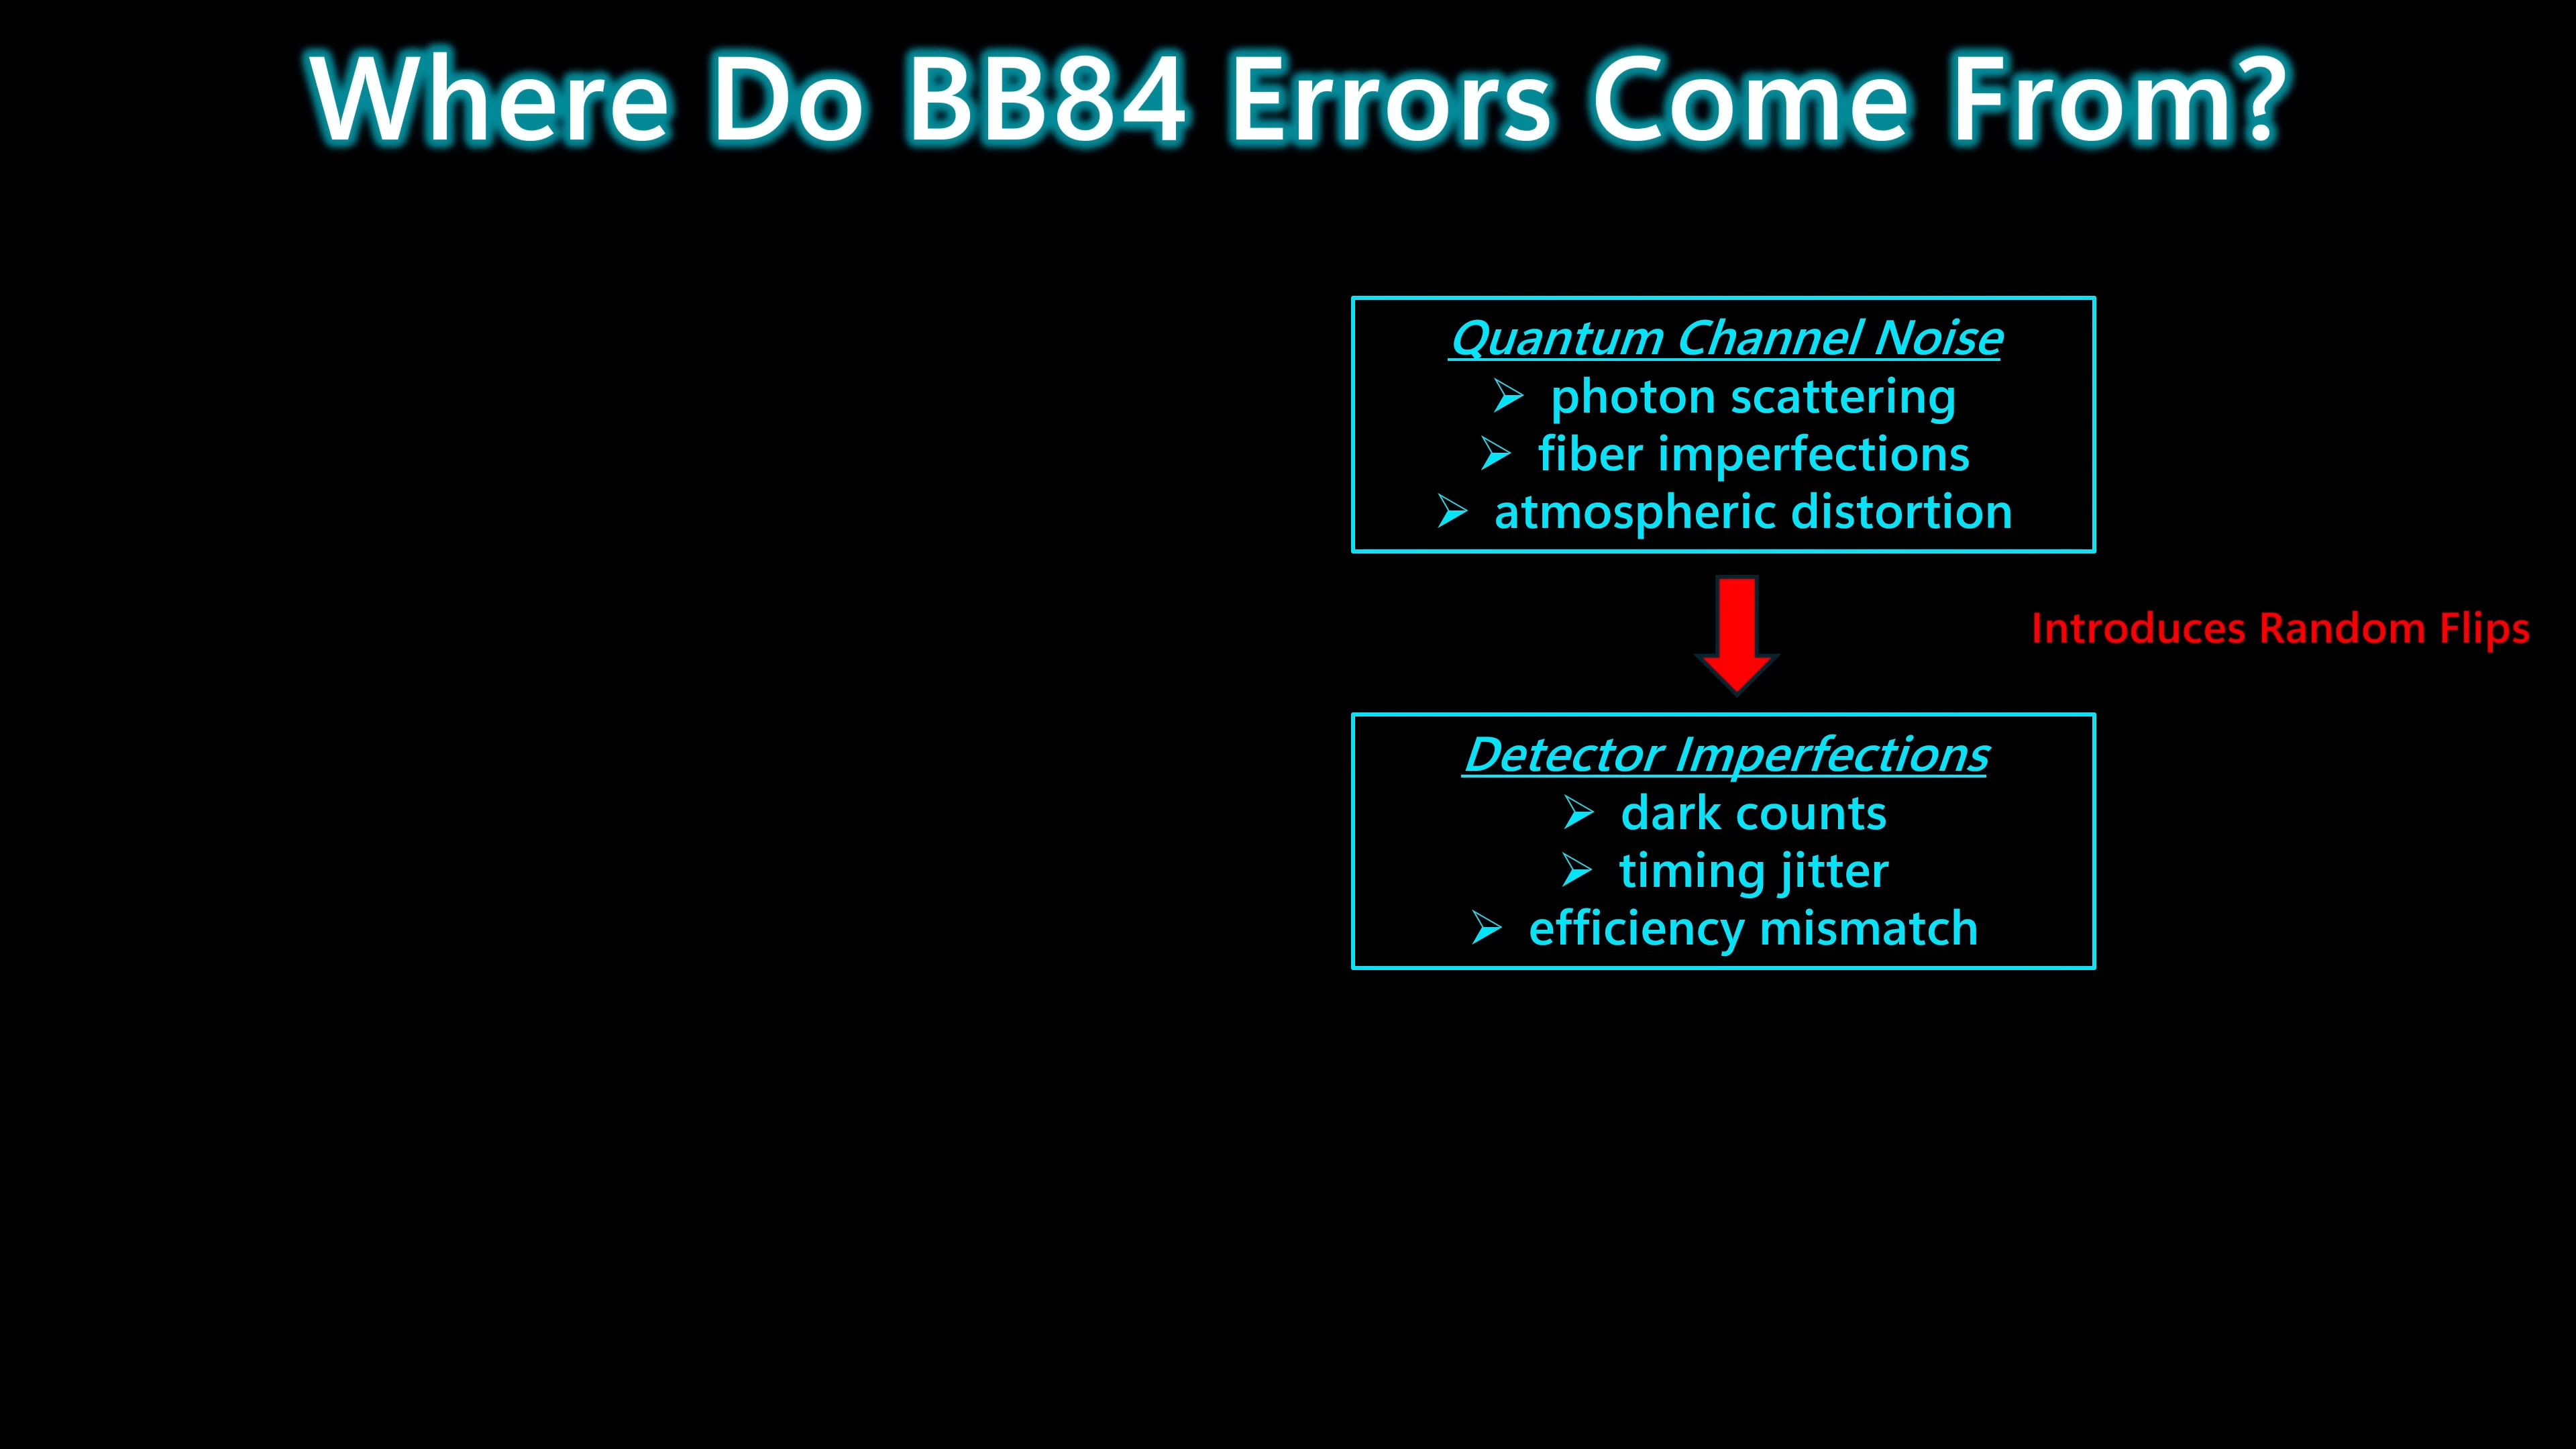 Where Do BB84 Errors Come From?
Quantum Channel Noise
➢ photon scattering
➢ fiber imperfections
➢ atmospheric distortion
Introduces Random Flips
Detector Imperfections
➢ dark counts
➢ timing jitter
➢ efficiency mismatch